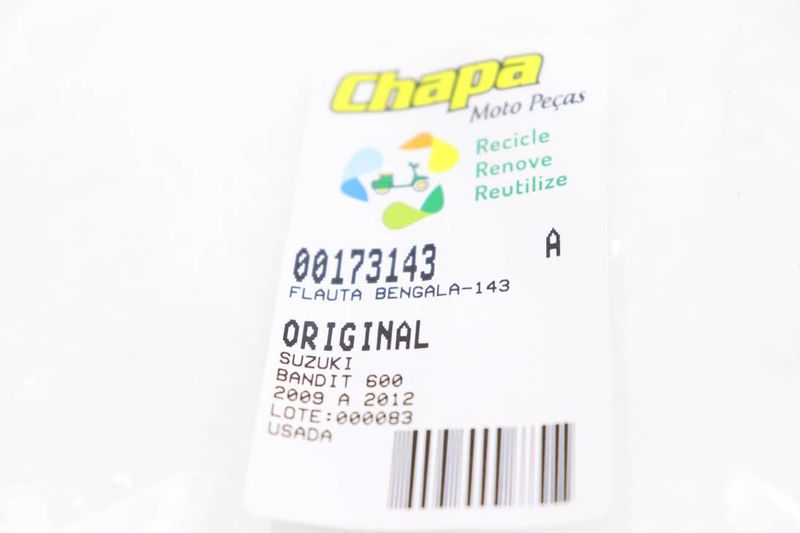 Chapa
Moto Peças
Recicle
Renove
Reutilize
00173143
A
FLAUTA BENGALA-143
ORIGINAL
SUZUKI
BANDIT 600
2009 A 2012
LOTE:000083
USADA